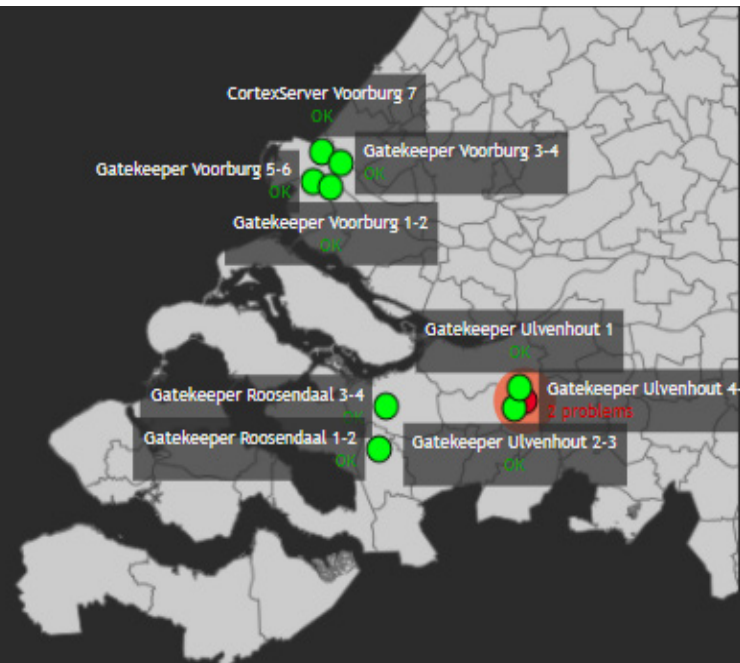 CortexServer Voorburg 7
OK
Gatekeeper Voorburg 3-4
OK
Gatekeeper Voorburg 5-6
OK
Gatekeeper Voorburg 1-2
OK
Gatekeeper Ulvenhout 1
OK
Gatekeeper Ulvenhout 4-
2 problems
Gatekeeper Roosendaal 3-4
OK
Gatekeeper Roosendaal 1-2
OK
Gatekeeper Ulvenhout 2-3
OK